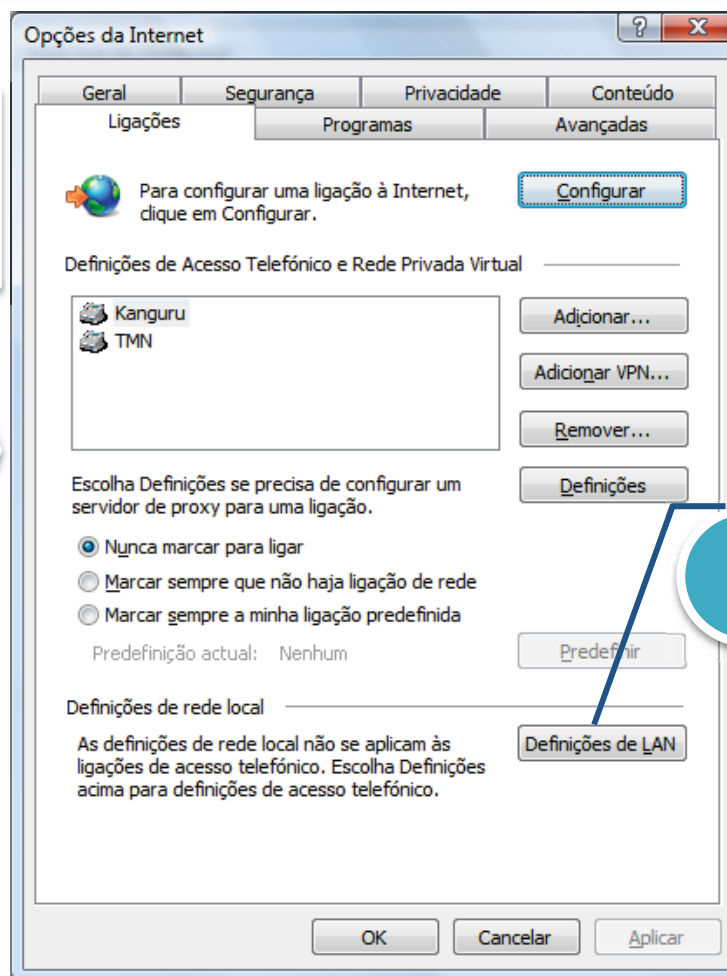 Opções da Internet
Geral
Segurança
Privacidade
Conteúdo
Ligações
Programas
Avançadas
Para configurar uma ligação à Internet,
clique em Configurar.
Configurar
Definições de Acesso Telefónico e Rede Privada Virtual
Kanguru
TMN
Adicionar...
Adicionar VPN...
Remover...
Escolha Definições se precisa de configurar um
servidor de proxy para uma ligação.
Definições
Nunca marcar para ligar
Marcar sempre que não haja ligação de rede
Marcar sempre a minha ligação predefinida
Predefinição actual: Nenhum
Predefinir
Definições de rede local
As definições de rede local não se aplicam às
ligações de acesso telefónico. Escolha Definições
acima para definições de acesso telefónico.
Definições de LAN
OK
Cancelar
Aplicar